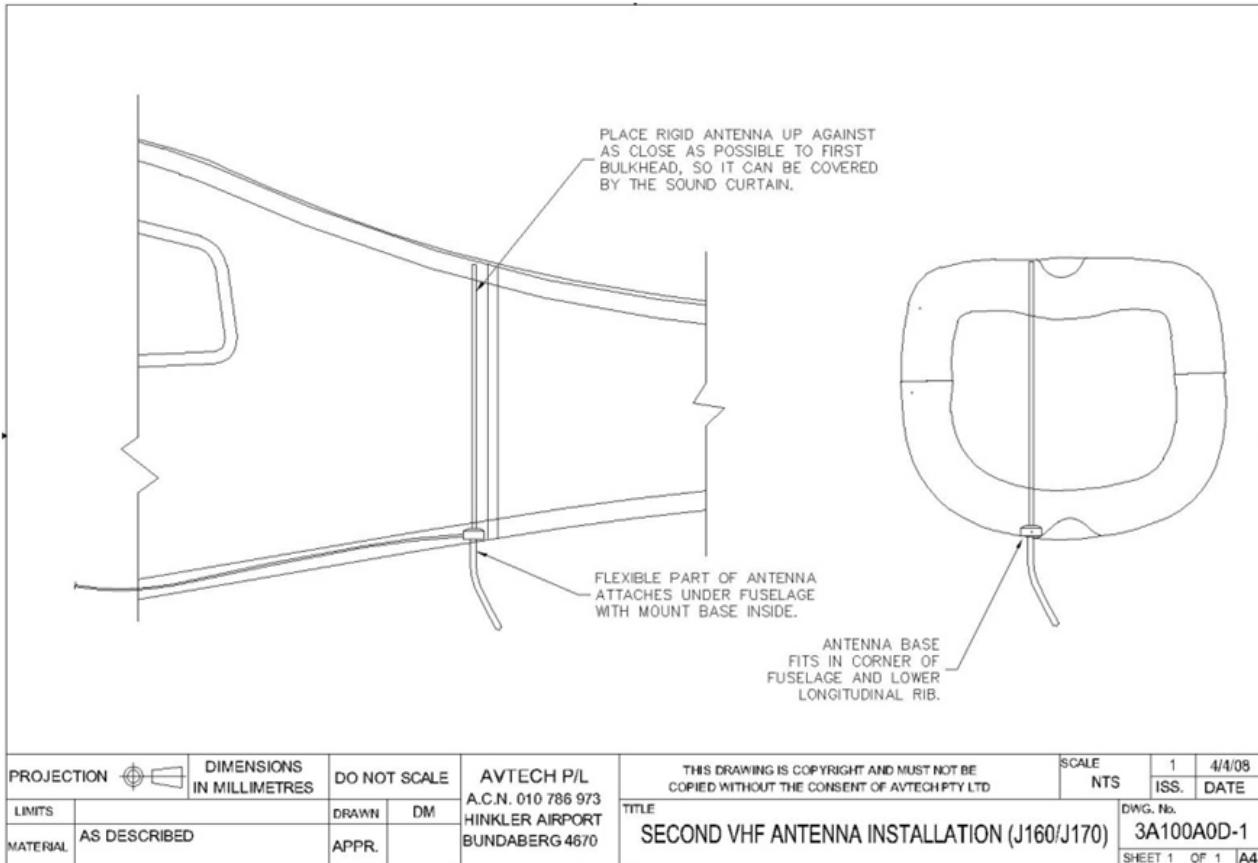 PLACE RIGID ANTENNA UP AGAINST
AS CLOSE AS POSSIBLE TO FIRST
BULKHEAD, SO IT CAN BE COVERED
BY THE SOUND CURTAIN.
FLEXIBLE PART OF ANTENNA
ATTACHES UNDER FUSELAGE
WITH MOUNT BASE INSIDE.
ANTENNA BASE
FITS IN CORNER OF
FUSELAGE AND LOWER
LONGITUDINAL RIB.
PROJECTION
DIMENSIONS
IN MILLIMETRES
LIMITS
MATERIAL AS DESCRIBED
DO NOT SCALE
DRAWN DM
APPR.
AVTECH P/L
A.C.N. 010 786 973
HINKLER AIRPORT
BUNDABERG 4670
THIS DRAWING IS COPYRIGHT AND MUST NOT BE
COPIED WITHOUT THE CONSENT OF AVTECH PTY LTD
TITLE
SECOND VHF ANTENNA INSTALLATION (J160/J170)
SCALE
NTS
1 4/4/08
ISS. DATE
DWG. No.
3A100A0D-1
SHEET 1 OF 1